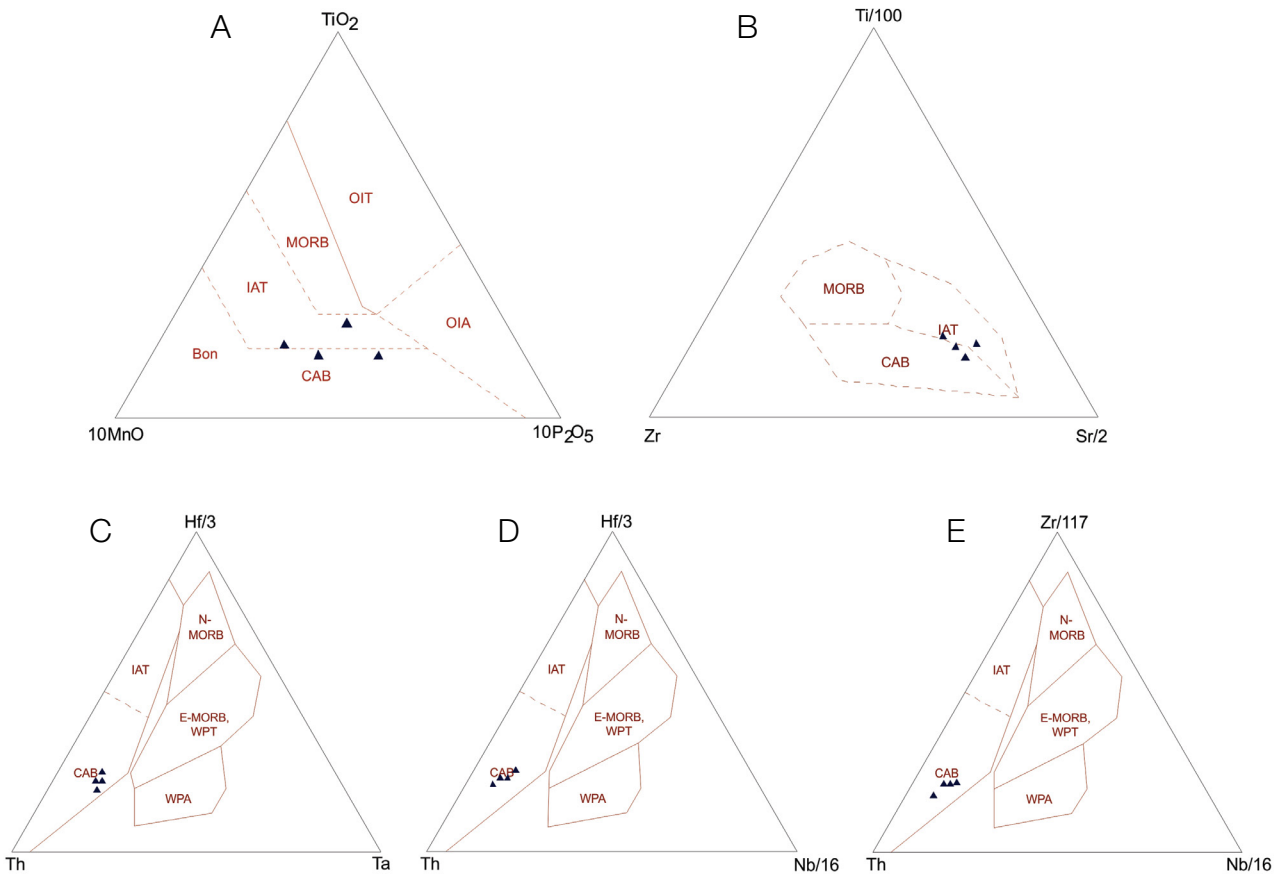 A
TiO2
OIT
MORB
IAT
OIA
Bon
CAB
10MnO
10P2O5
B
Ti/100
MORB
IAT
CAB
Zr
Sr/2
C
Hf/3
N-
MORB
IAT
E-MORB,
WPT
CAB
WPA
Th
Ta
D
Hf/3
N-
MORB
IAT
E-MORB,
WPT
CAB
WPA
Th
Nb/16
E
Zr/117
N-
MORB
IAT
E-MORB,
WPT
CAB
WPA
Th
Nb/16